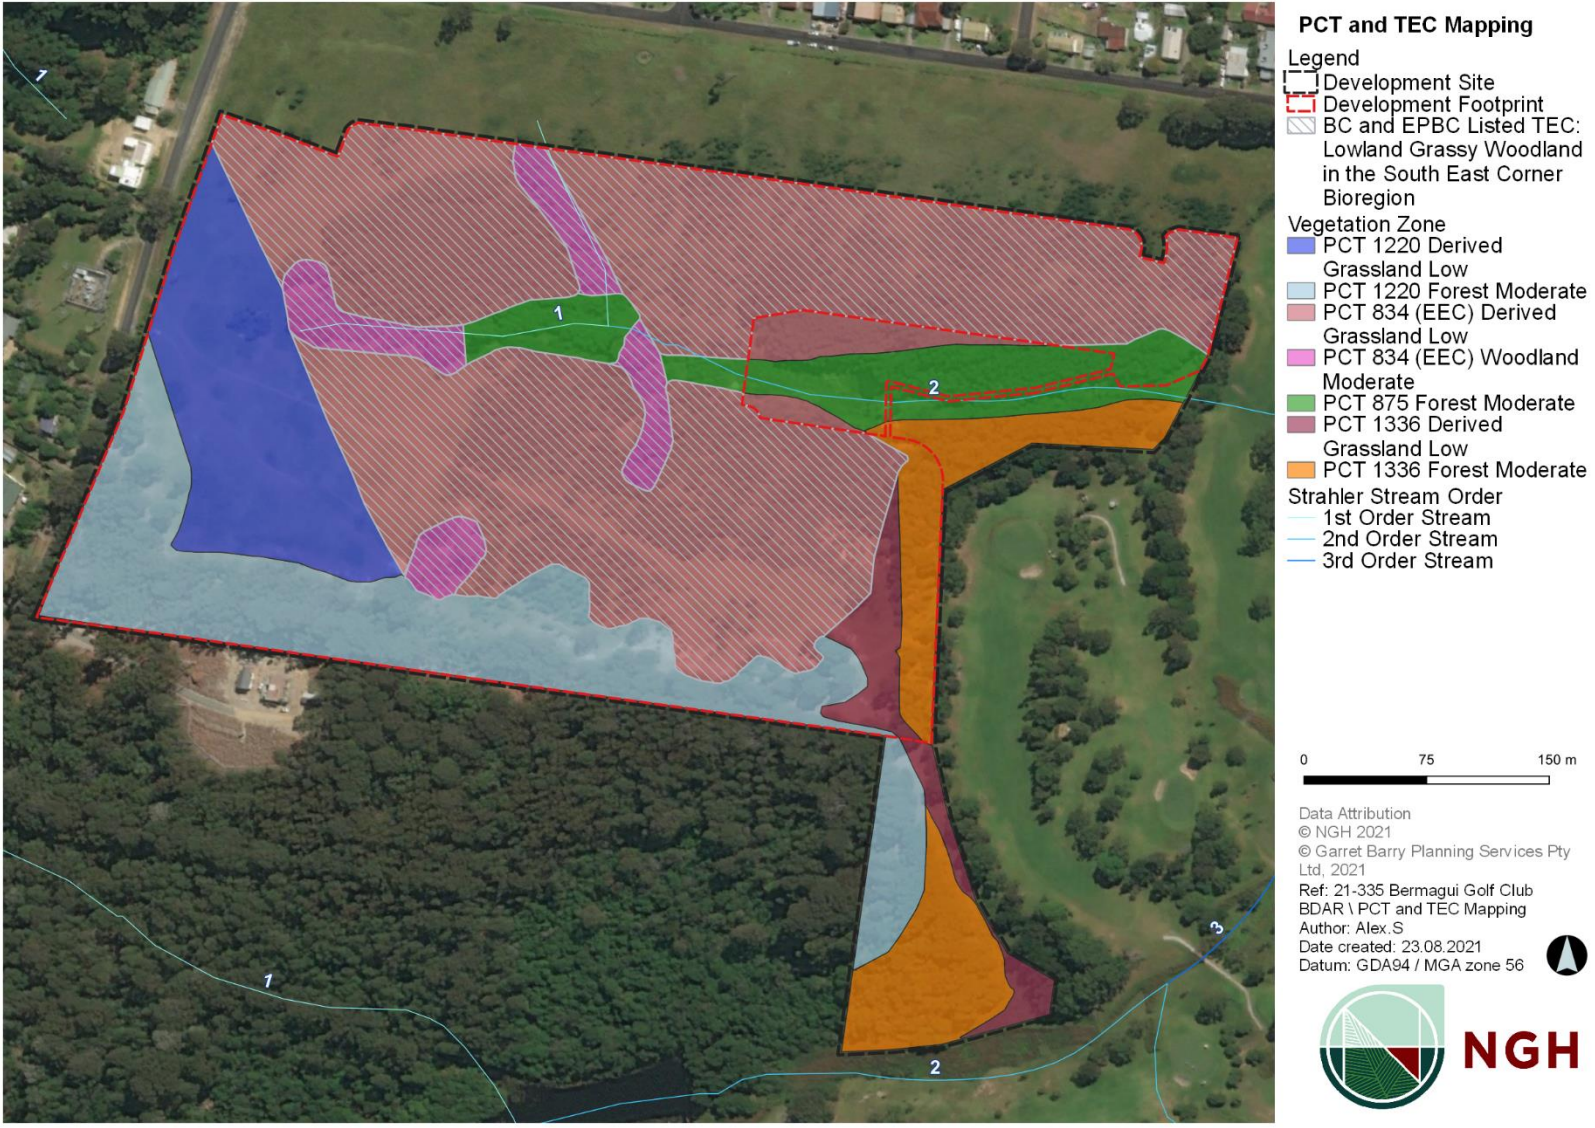 PCT and TEC Mapping
Legend
Development Site
Development Footprint
BC and EPBC Listed TEC:
Lowland Grassy Woodland
in the South East Corner
Bioregion
Vegetation Zone
PCT 1220 Derived
Grassland Low
PCT 1220 Forest Moderate
PCT 834 (EEC) Derived
Grassland Low
PCT 834 (EEC) Woodland
Moderate
PCT 875 Forest Moderate
PCT 1336 Derived
Grassland Low
PCT 1336 Forest Moderate
Strahler Stream Order
1st Order Stream
2nd Order Stream
3rd Order Stream
0 75 150 m
Data Attribution
© NGH 2021
© Garret Barry Planning Services Pty
Ltd, 2021
Ref: 21-335 Bermagui Golf Club
BDAR \ PCT and TEC Mapping
Author: Alex.S
Date created: 23.08.2021
Datum: GDA94 / MGA zone 56
NGH
1
1
2
1
2
3